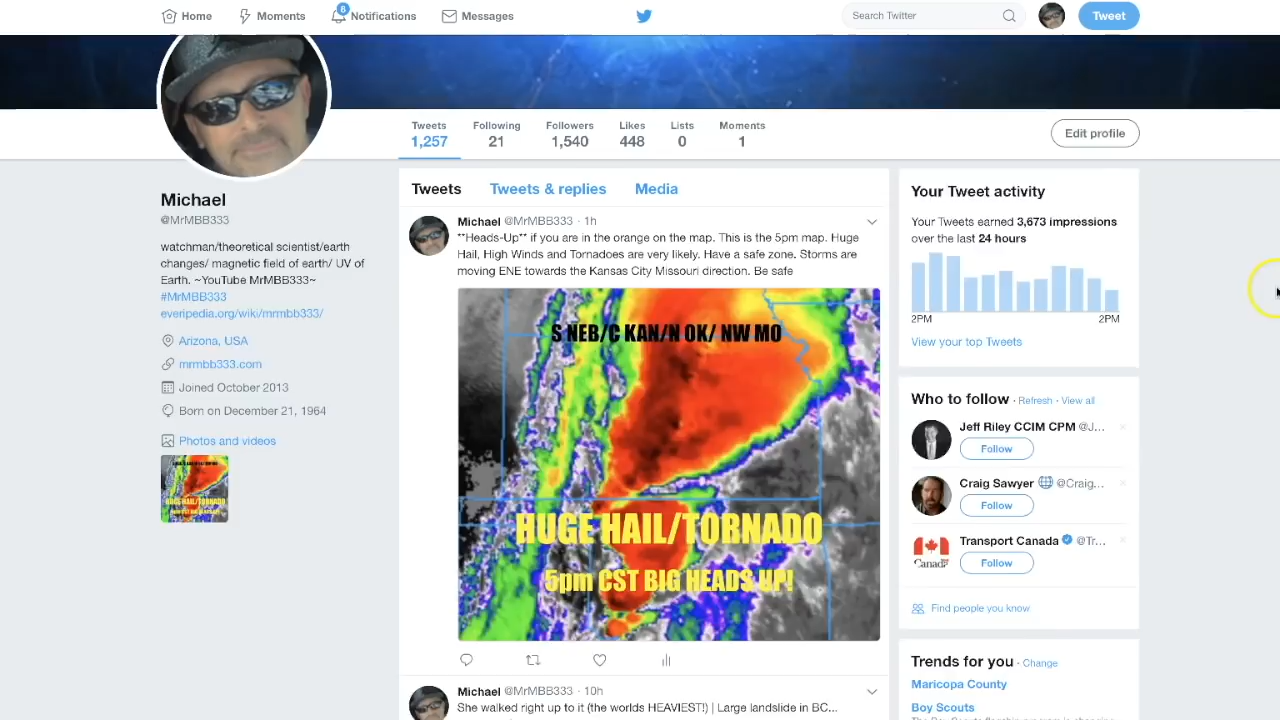 Home
Moments
8
Notifications
Messages
Search Twitter
Tweet
Tweets
1,257
Following
21
Followers
1,540
Likes
448
Lists
0
Moments
1
Edit profile
Michael
@MrMBB333
watchman/theoretical scientist/earth
changes/ magnetic field of earth/ UV of
Earth. ~YouTube MrMBB333~
#MrMBB333
everipedia.org/wiki/mrmbb333/
Arizona, USA
mrmbb333.com
Joined October 2013
Born on December 21, 1964
Photos and videos
HUGE HAIL/TORNADO
Tweets
Tweets & replies
Media
Michael @MrMBB333 · 1h
**Heads-Up** if you are in the orange on the map. This is the 5pm map. Huge
Hail, High Winds and Tornadoes are very likely. Have a safe zone. Storms are
moving ENE towards the Kansas City Missouri direction. Be safe
S NEB/C KAN/N OK/ NW MO
HUGE HAIL/TORNADO
5pm CST BIG HEADS UP!
Michael @MrMBB333 · 10h
She walked right up to it (the worlds HEAVIEST!) | Large landslide in BC...
Your Tweet activity
Your Tweets earned 3,673 impressions
over the last 24 hours
2PM
2PM
View your top Tweets
Who to follow · Refresh · View all
Jeff Riley CCIM CPM @J...
Follow
Craig Sawyer @Craig...
Follow
Transport Canada @Tr...
Canada
Follow
Find people you know
Trends for you · Change
Maricopa County
Boy Scouts